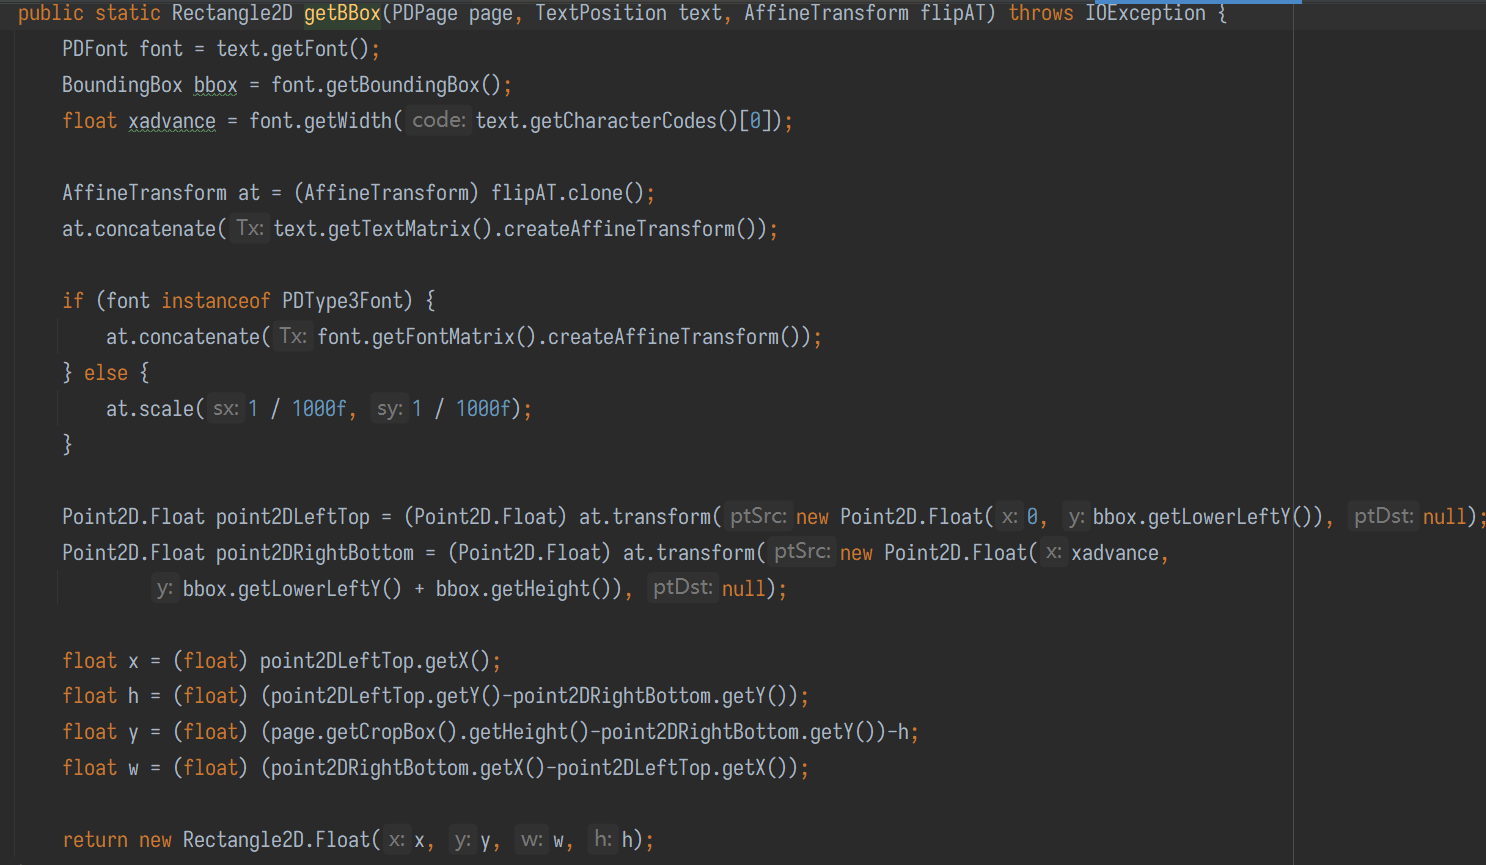 public static Rectangle2D getBBox(PDPage page, TextPosition text, AffineTransform flipAT) throws IOException {
    PDFont font = text.getFont();
    BoundingBox bbox = font.getBoundingBox();
    float xadvance = font.getWidth( code: text.getCharacterCodes()[0]);

    AffineTransform at = (AffineTransform) flipAT.clone();
    at.concatenate( Tx: text.getTextMatrix().createAffineTransform());

    if (font instanceof PDType3Font) {
        at.concatenate( Tx: font.getFontMatrix().createAffineTransform());
    } else {
        at.scale( sx: 1 / 1000f, sy: 1 / 1000f);
    }

    Point2D.Float point2DLeftTop = (Point2D.Float) at.transform( ptSrc: new Point2D.Float( x: 0, y: bbox.getLowerLeftY()), ptDst: null);
    Point2D.Float point2DRightBottom = (Point2D.Float) at.transform( ptSrc: new Point2D.Float( x: xadvance,
            y: bbox.getLowerLeftY() + bbox.getHeight()), ptDst: null);

    float x = (float) point2DLeftTop.getX();
    float h = (float) (point2DLeftTop.getY()-point2DRightBottom.getY());
    float y = (float) (page.getCropBox().getHeight()-point2DRightBottom.getY())-h;
    float w = (float) (point2DRightBottom.getX()-point2DLeftTop.getX());

    return new Rectangle2D.Float( x: x, y: y, w: w, h: h);